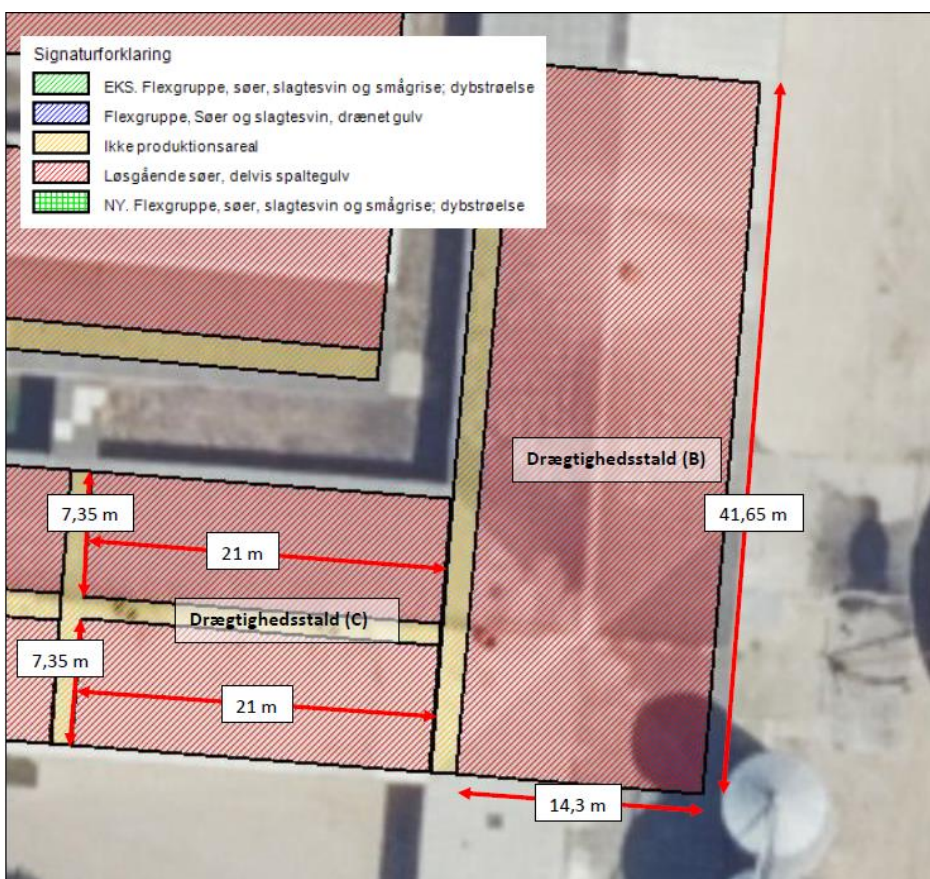 Signaturforklaring
EKS. Flexgruppe, søer, slagtesvin og smågrise; dybstrøelse
Flexgruppe, Søer og slagtesvin, drænet gulv
Ikke produktionsareal
Løsgående søer, delvis spaltegulv
NY. Flexgruppe, søer, slagtesvin og smågrise; dybstrøelse
Drægtighedsstald (B)
7,35 m
41,65 m
21 m
Drægtighedsstald (C)
7,35 m
21 m
14,3 m